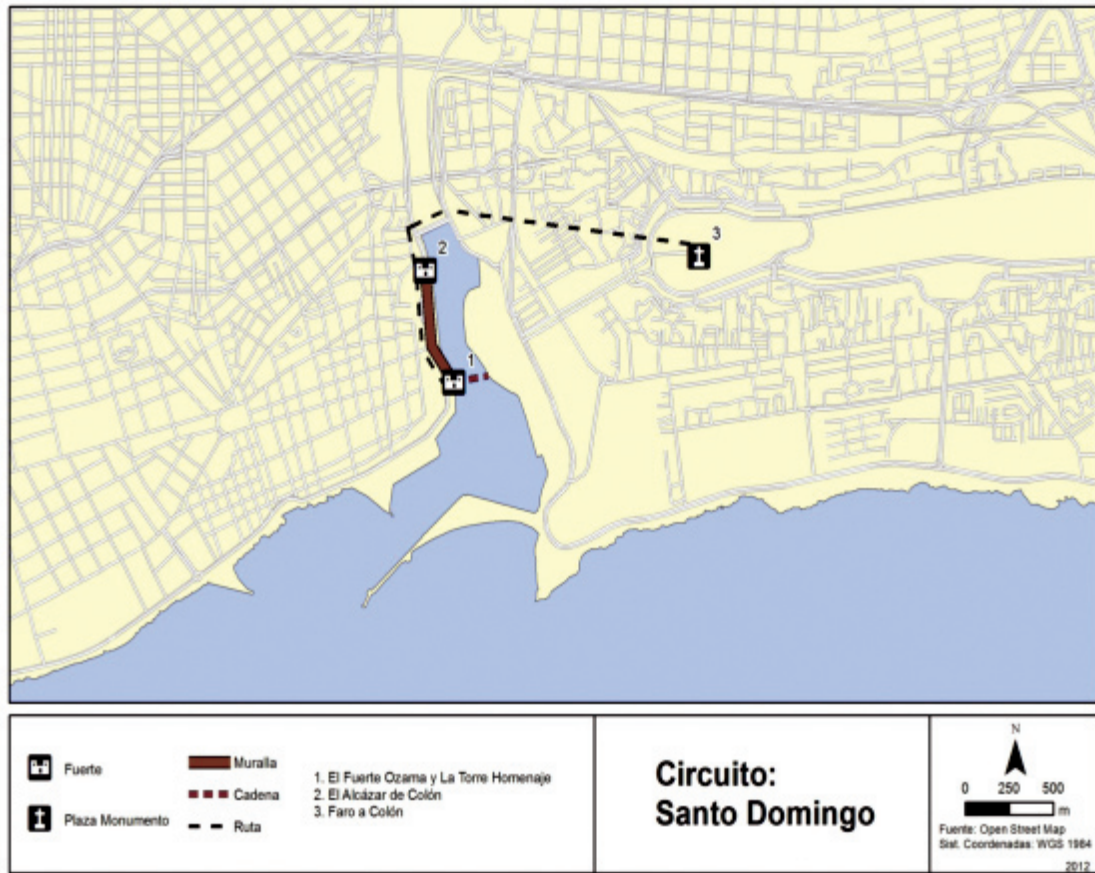 3
2
1
Fuerte
Plaza Monumento
Muralla
Cadena
Ruta
1. El Fuerte Ozama y La Torre Homenaje
2. El Alcázar de Colón
3. Faro a Colón
Circuito:
Santo Domingo
N
0 250 500
m
Fuente: Open Street Map
Sist. Coordenadas: WGS 1984
2012